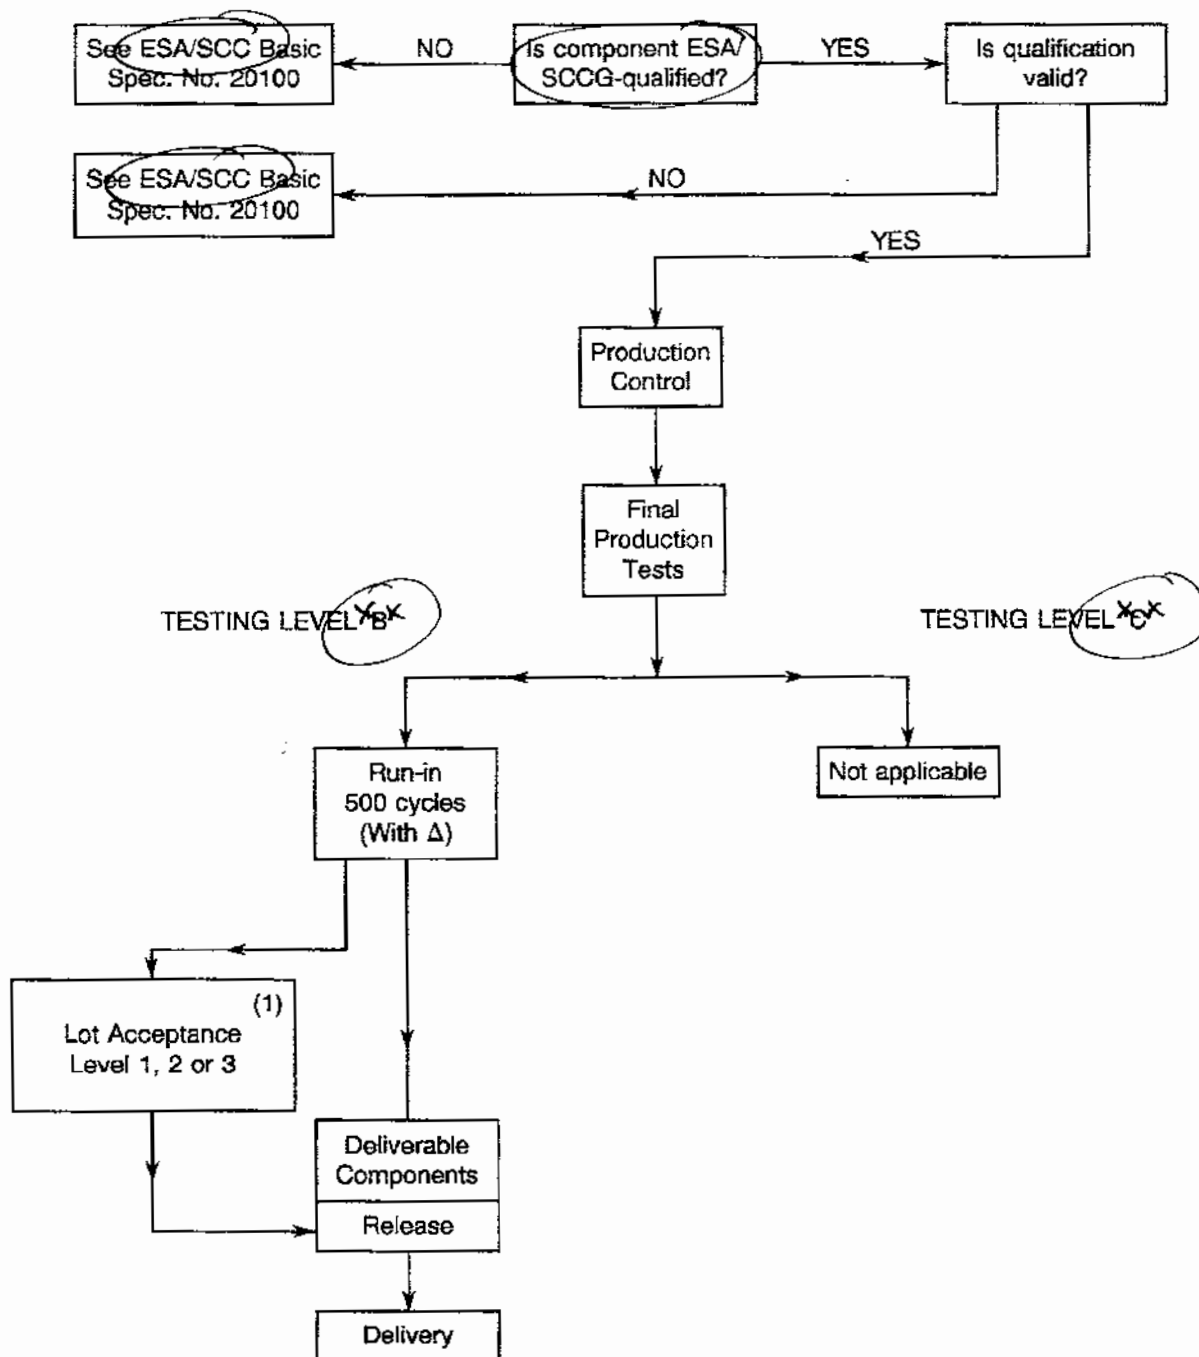 See ESA/SCC Basic
Spec. No. 20100
NO
Is component ESA/
SCCG-qualified?
YES
Is qualification
valid?
See ESA/SCC Basic
Spec. No. 20100
NO
YES
Production
Control
Final
Production
Tests
TESTING LEVEL B
TESTING LEVEL C
Run-in
500 cycles
(With Δ)
Not applicable
(1)
Lot Acceptance
Level 1, 2 or 3
Deliverable
Components
Release
Delivery